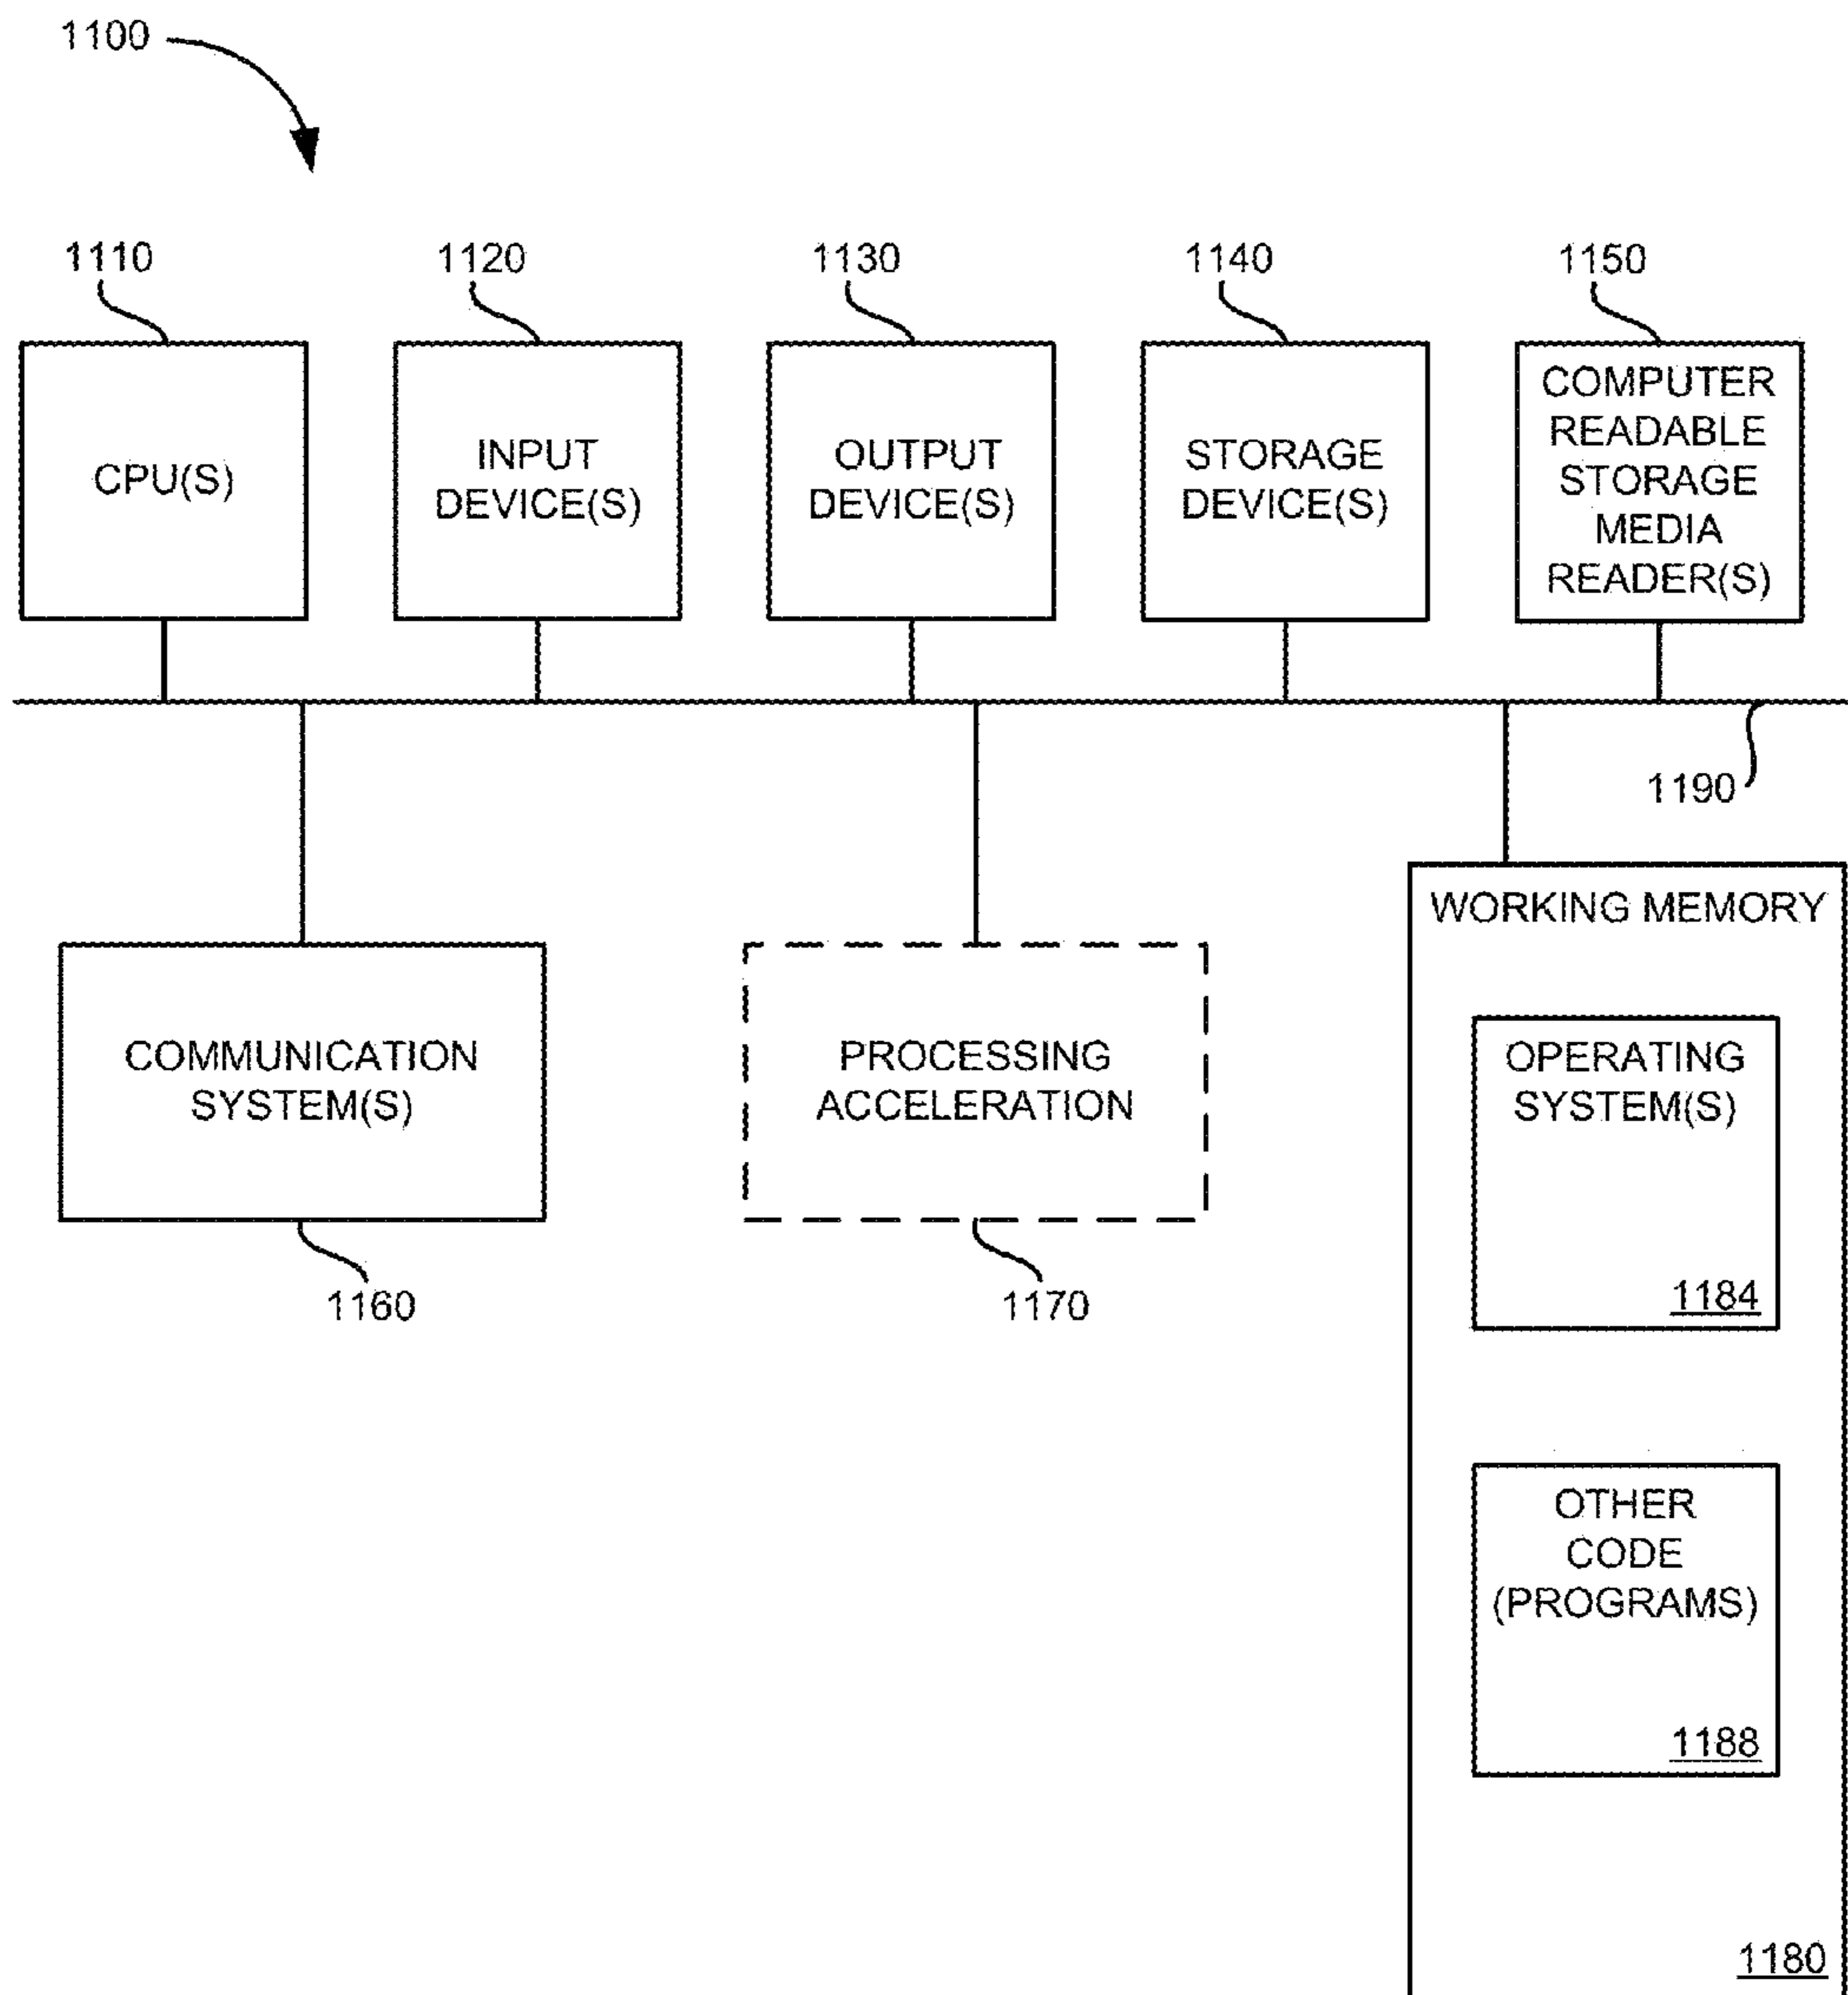 1100
1110
1120
1130
1140
1150
CPU(S)
INPUT
DEVICE(S)
OUTPUT
DEVICE(S)
STORAGE
DEVICE(S)
COMPUTER
READABLE
STORAGE
MEDIA
READER(S)
1190
COMMUNICATION
SYSTEM(S)
1160
PROCESSING
ACCELERATION
1170
WORKING MEMORY
OPERATING
SYSTEM(S)
1184
OTHER
CODE
(PROGRAMS)
1188
1180